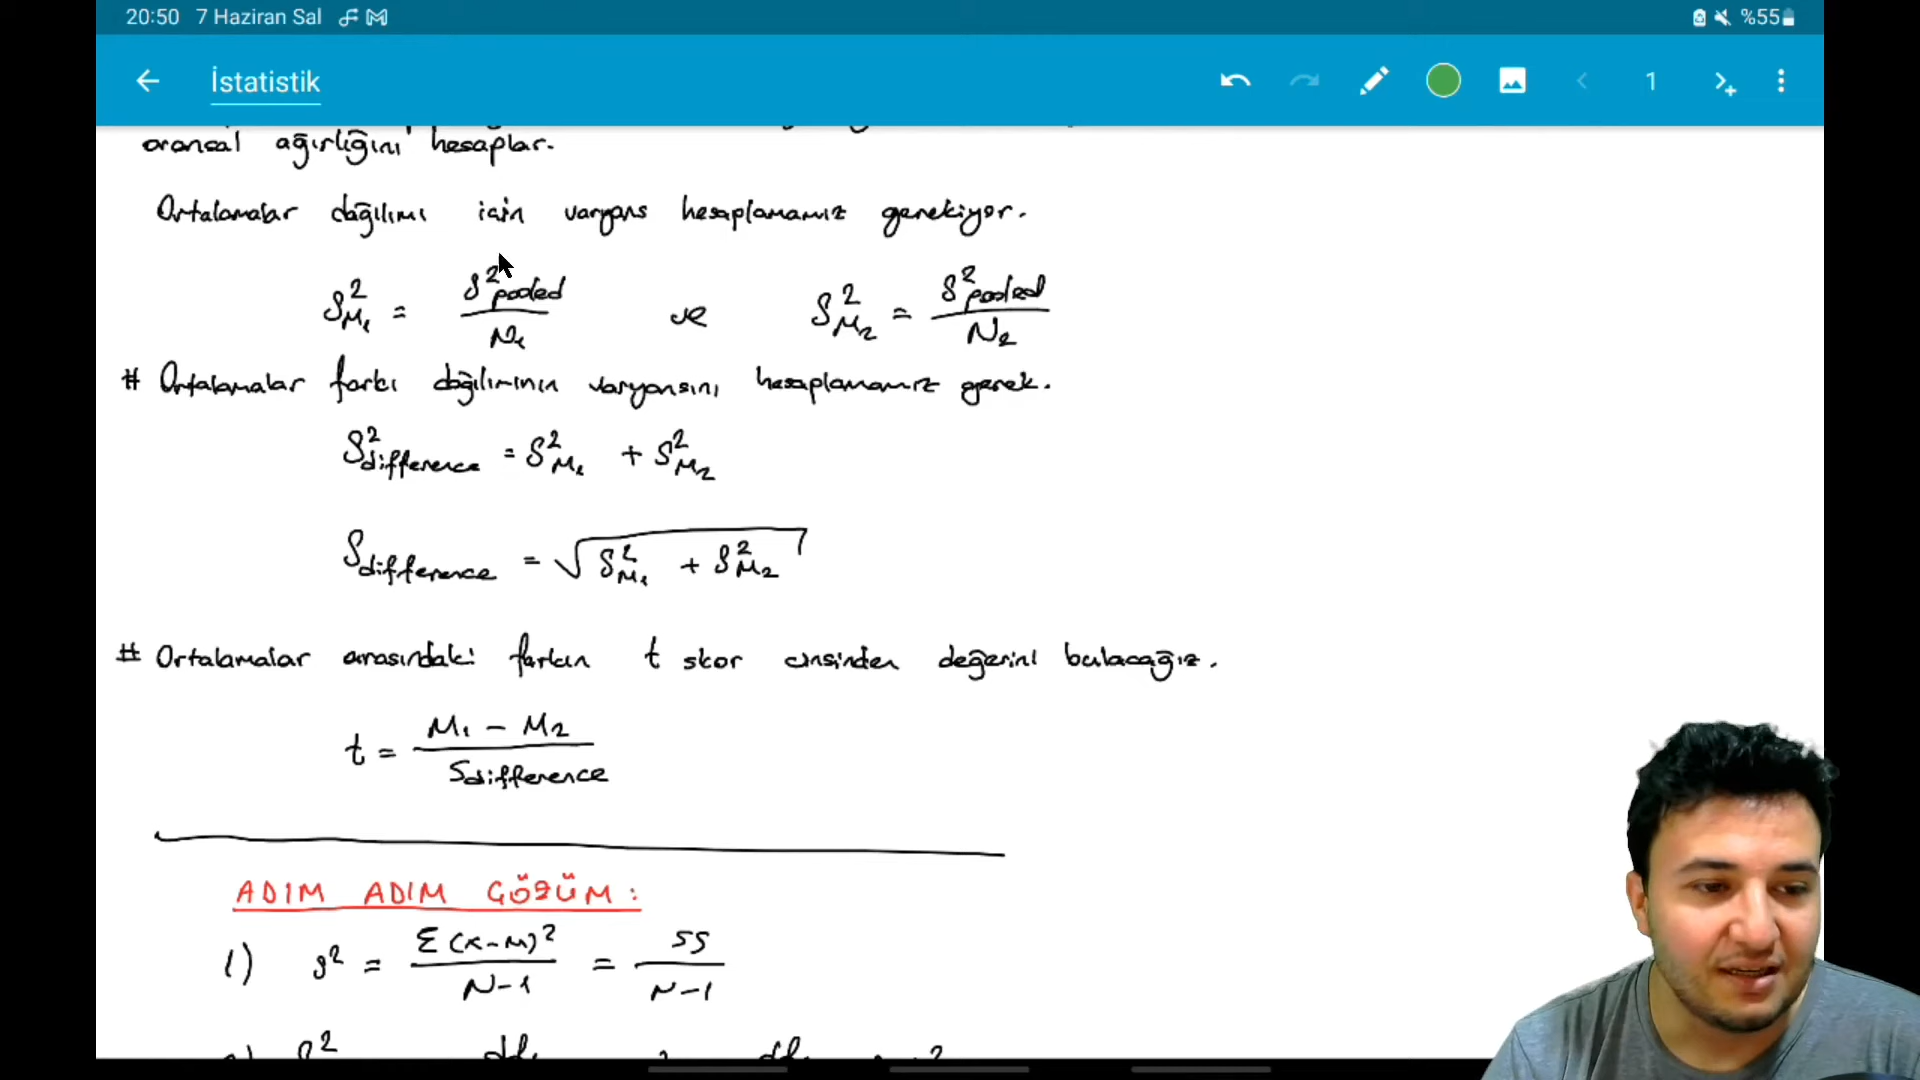 20:50 7 Haziran Sal %55
İstatistik 1
oransal ağırlığını hesaplar.
Ortalamalar dağılımı için varyans hesaplamamız gerekiyor.
S²M₁ = S²pooled / N₁ ve S²M₂ = S²pooled / N₂
# Ortalamalar farkı dağılımının varyansını hesaplamamız gerek.
S²difference = S²M₁ + S²M₂
Sdifference = √(S²M₁ + S²M₂)
# Ortalamalar arasındaki farkın t skor cinsinden değerini bulacağız.
t = M₁ - M₂ / Sdifference
ADIM ADIM ÇÖZÜM:
1) S² = Σ(x-M)² / N-1 = SS / N-1